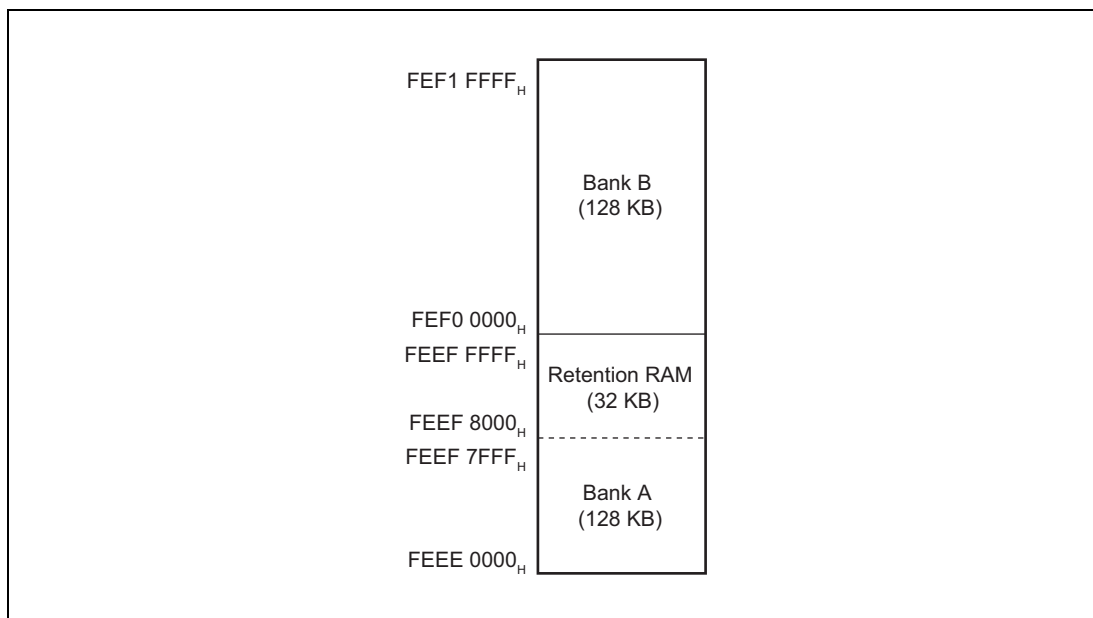 FEF1 FFFFH
Bank B
(128 KB)
FEF0 0000H
FEEF FFFFH
Retention RAM
(32 KB)
FEEF 8000H
FEEF 7FFFH
Bank A
(128 KB)
FEEE 0000H